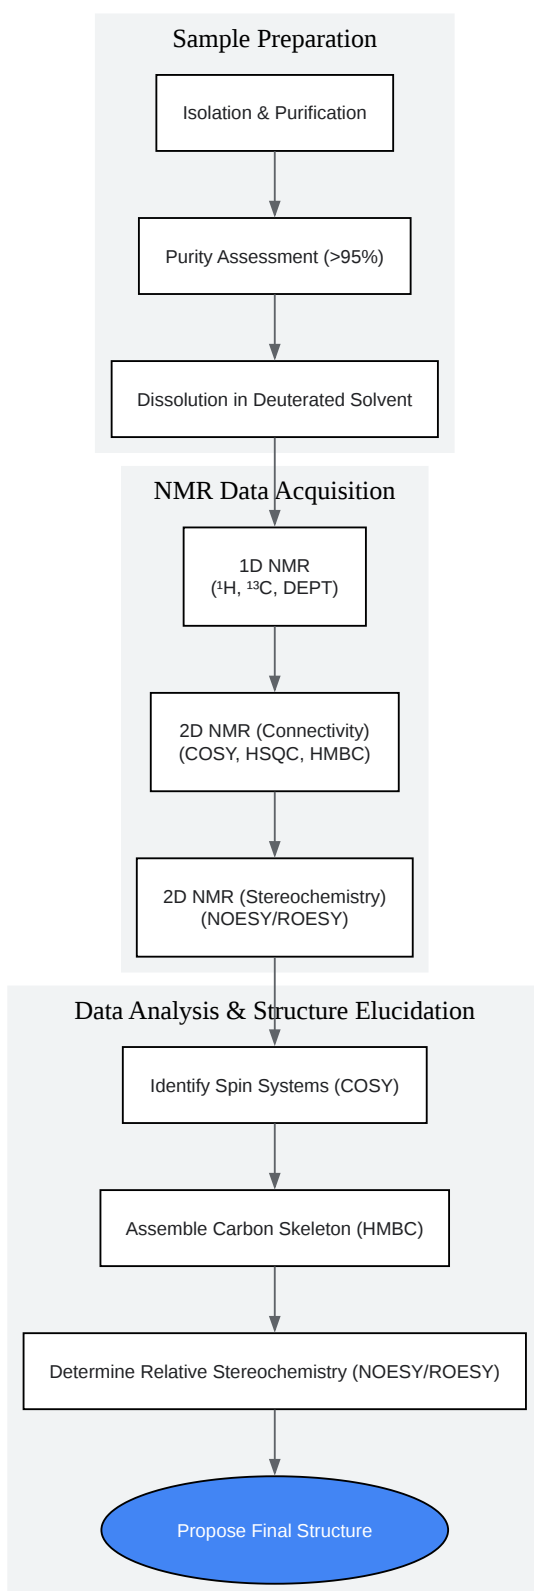 Sample Preparation
Isolation & Purification
Purity Assessment (>95%)
Dissolution in Deuterated Solvent
NMR Data Acquisition
1D NMR
(¹H, ¹³C, DEPT)
2D NMR (Connectivity)
(COSY, HSQC, HMBC)
2D NMR (Stereochemistry)
(NOESY/ROESY)
Data Analysis & Structure Elucidation
Identify Spin Systems (COSY)
Assemble Carbon Skeleton (HMBC)
Determine Relative Stereochemistry (NOESY/ROESY)
Propose Final Structure